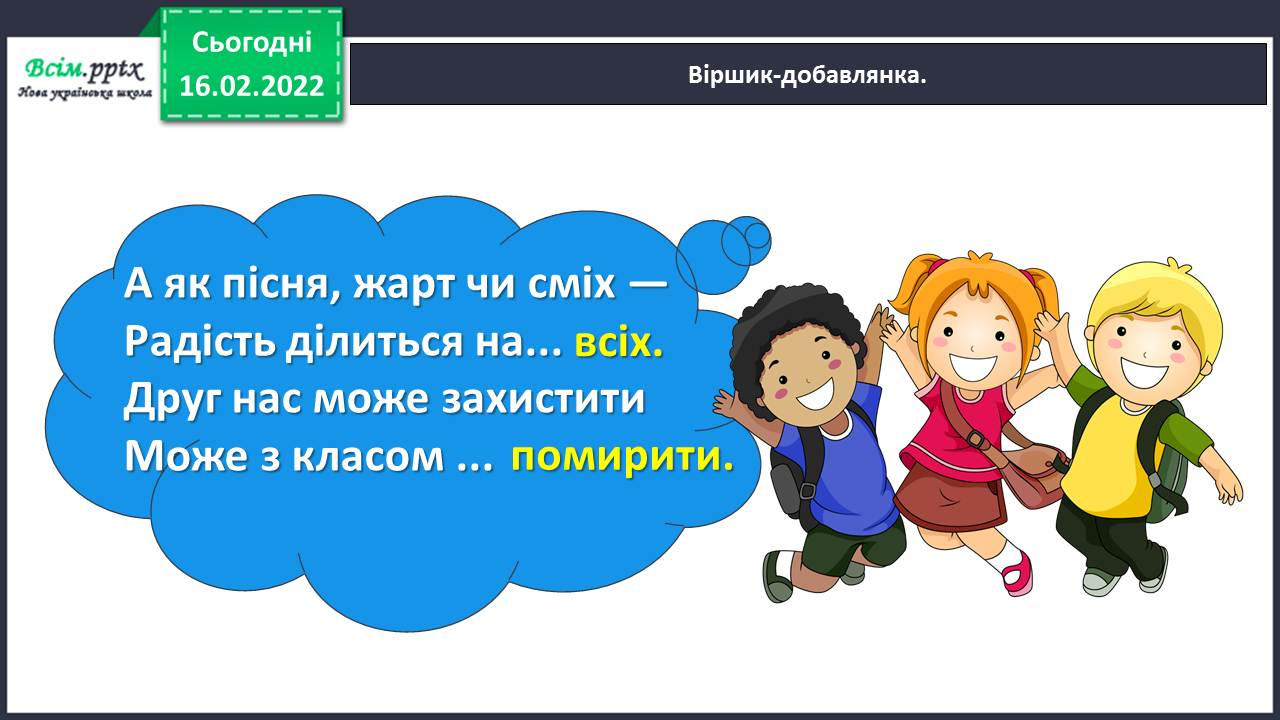 Всім.pptx
Нова українська школа
Сьогодні
16.02.2022
Віршик-добавлянка.
А як пісня, жарт чи сміх —
Радість ділиться на... всіх.
Друг нас може захистити
Може з класом ... помирити.